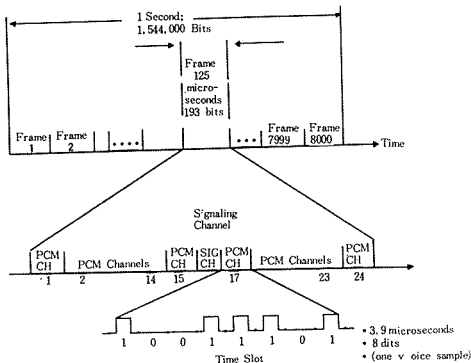 1 Second;
1,544,000 Bits
Frame
125
micro-
seconds
193 bits
Frame
1
Frame
2
• • • •
• • •
Frame
7999
Frame
8000
Time
S'gnaling
Channel
PCM
CH
1
PCM Channels
2
14
PCM
CH
15
SIG
CH
PCM
CH
17
PCM Channels
23
PCM
CH
24
1 0 0 1 1 1 0 1
Time Slot
• 3.9 microseconds
• 8 dits
• (one v oice sample)